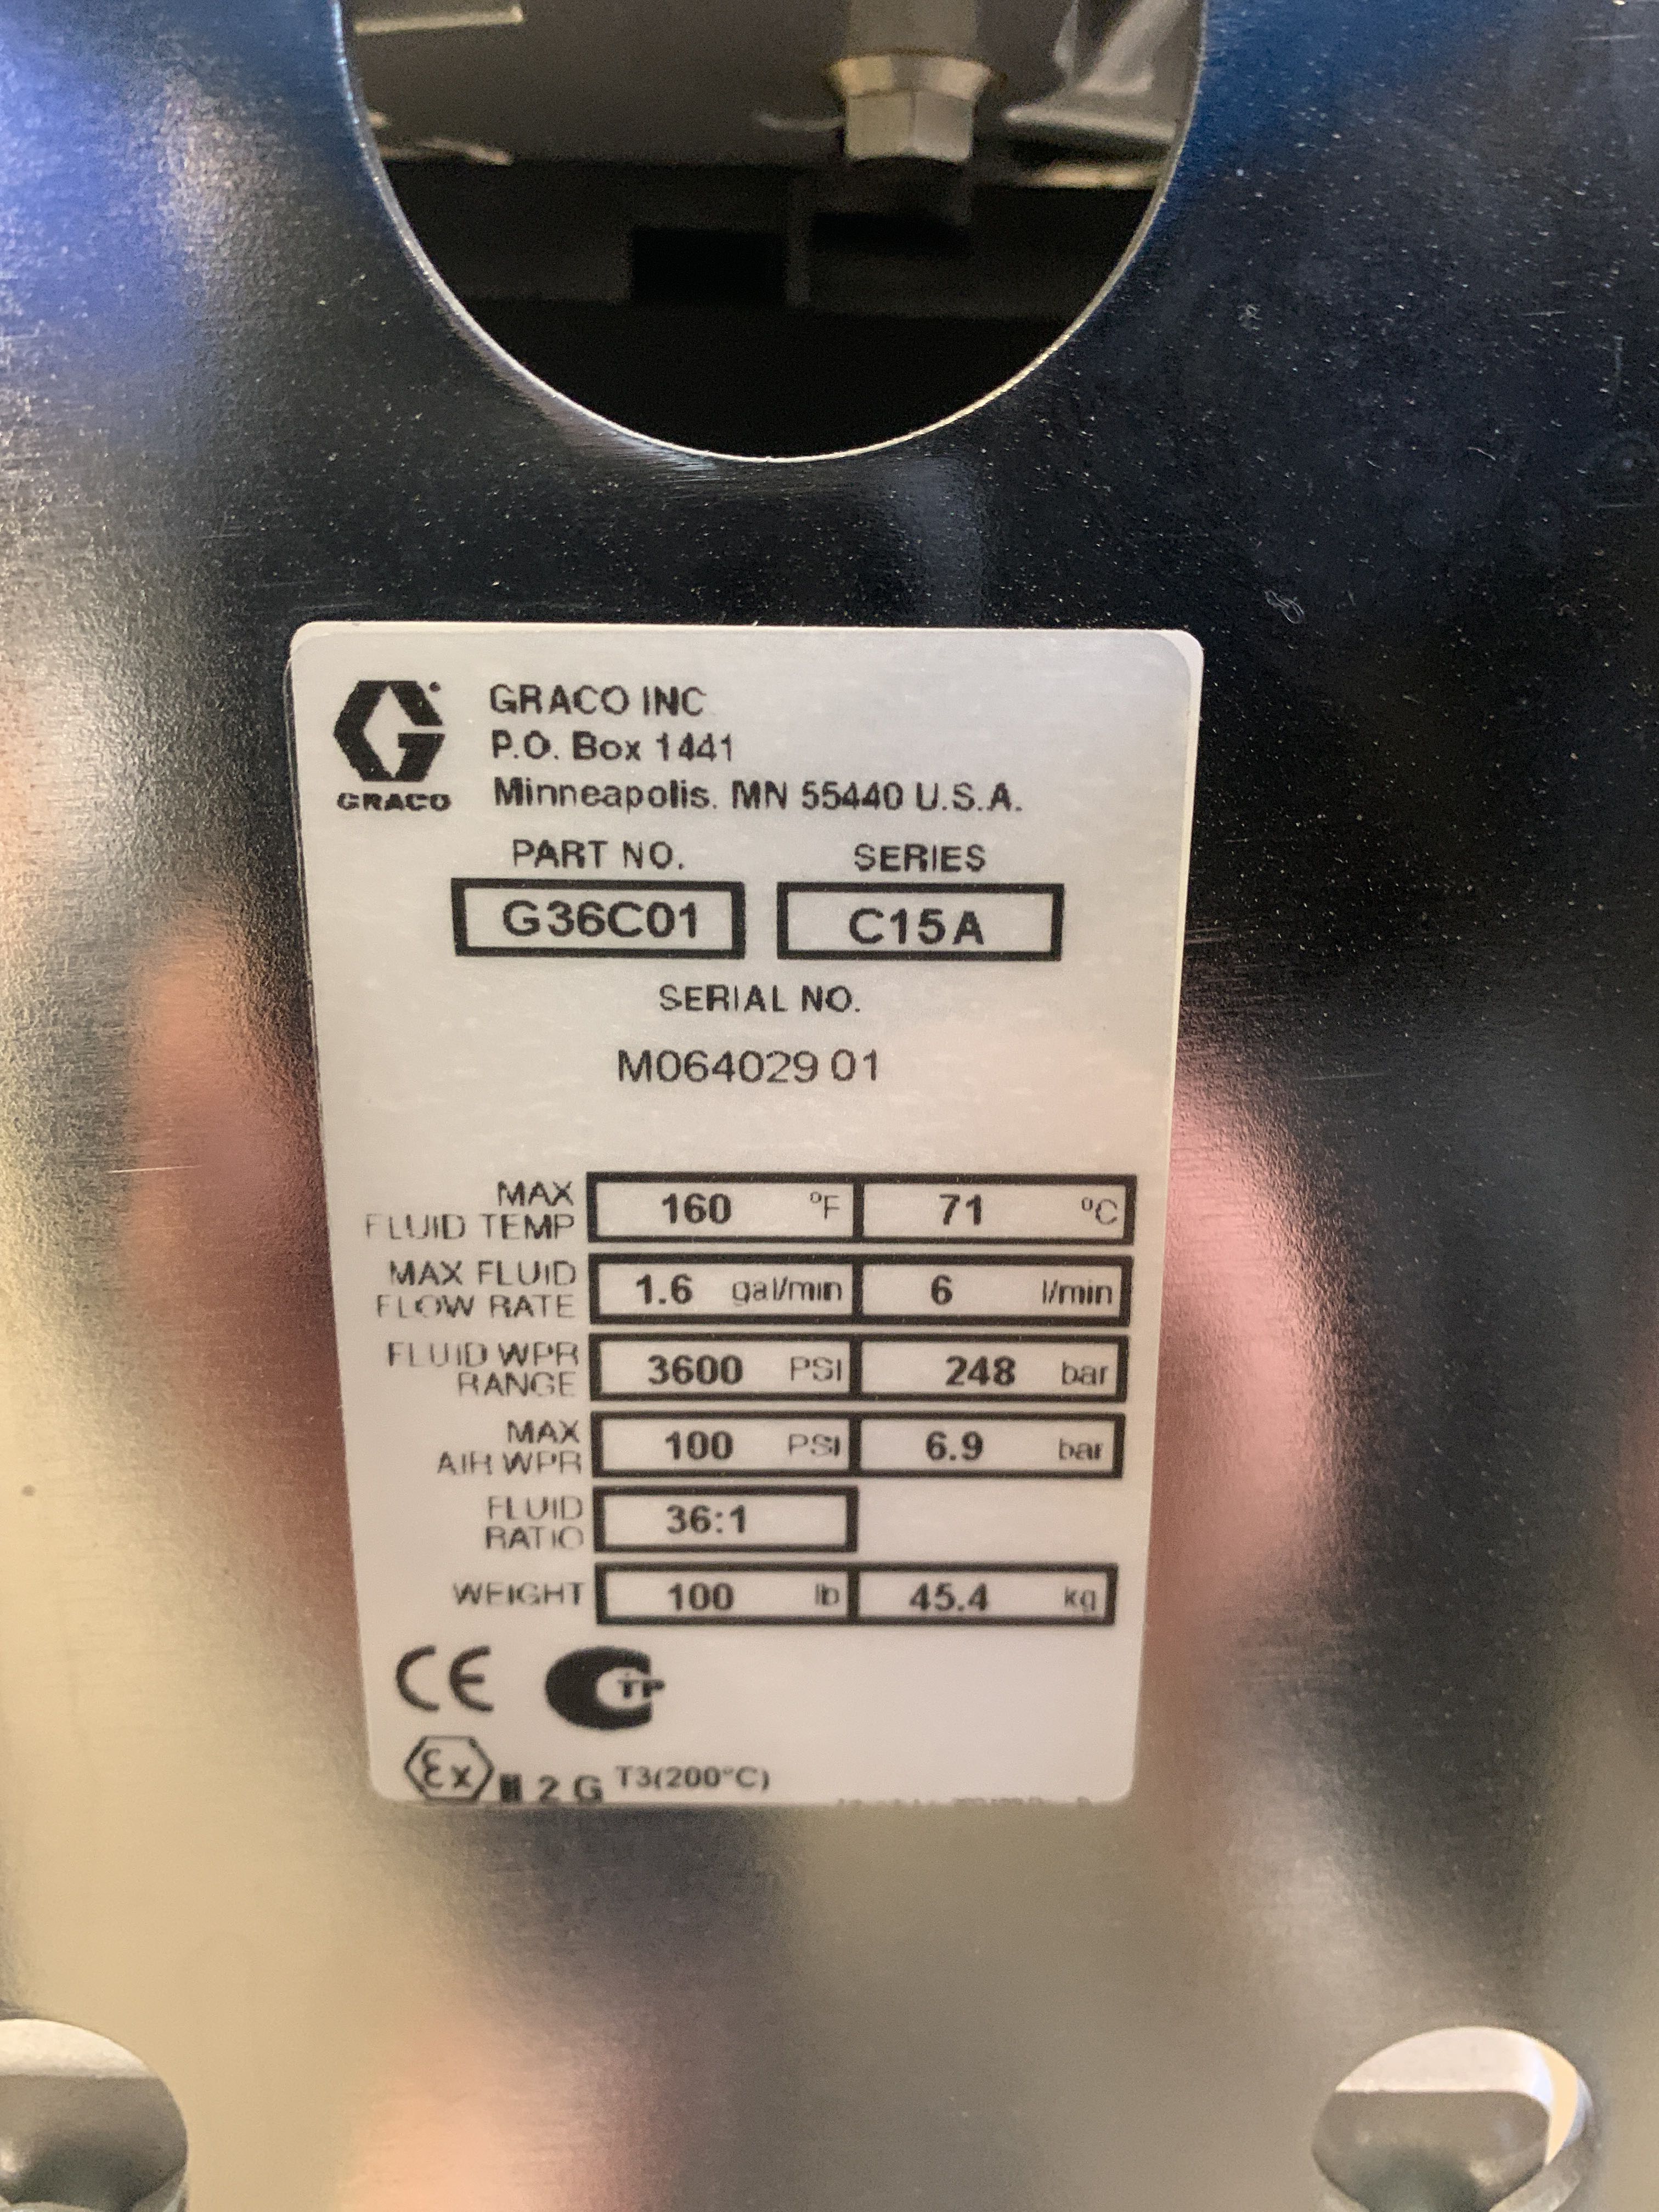 GRACO INC
P.O. Box 1441
Minneapolis, MN 55440 U.S.A.
GRACO
PART NO. SERIES
G36C01 C15A
SERIAL NO.
M064029 01
MAX FLUID TEMP 160 °F 71 °C
MAX FLUID FLOW RATE 1.6 gal/min 6 l/min
FLUID WPR RANGE 3600 PSI 248 bar
MAX AIR WPR 100 PSI 6.9 bar
FLUID RATIO 36:1
WEIGHT 100 lb 45.4 kg
CE CTP
Ex II 2 G T3(200°C)